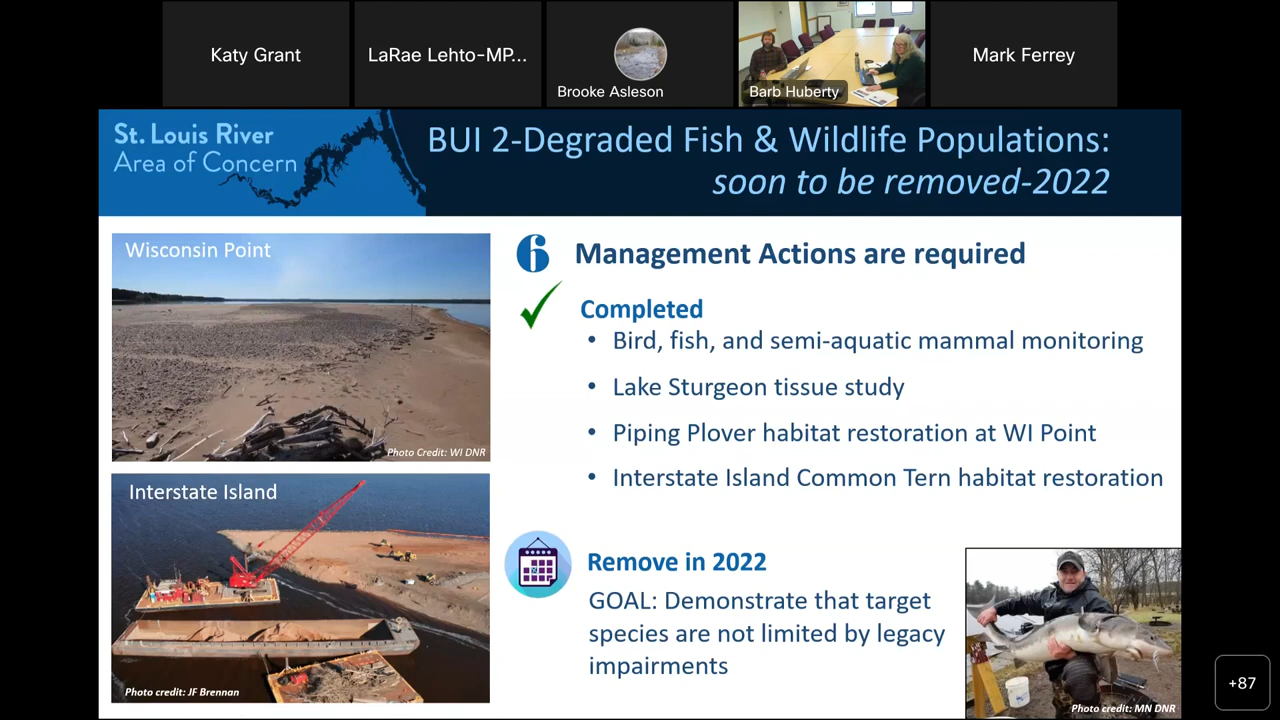 Katy Grant
LaRae Lehto-MP...
Brooke Asleson
Barb Huberty
Mark Ferrey
St. Louis River
Area of Concern
BUI 2-Degraded Fish & Wildlife Populations:
soon to be removed-2022
Wisconsin Point
Photo Credit: WI DNR
Interstate Island
Photo credit: JF Brennan
6 Management Actions are required
Completed
• Bird, fish, and semi-aquatic mammal monitoring
• Lake Sturgeon tissue study
• Piping Plover habitat restoration at WI Point
• Interstate Island Common Tern habitat restoration
Remove in 2022
GOAL: Demonstrate that target
species are not limited by legacy
impairments
Photo credit: MN DNR
+87